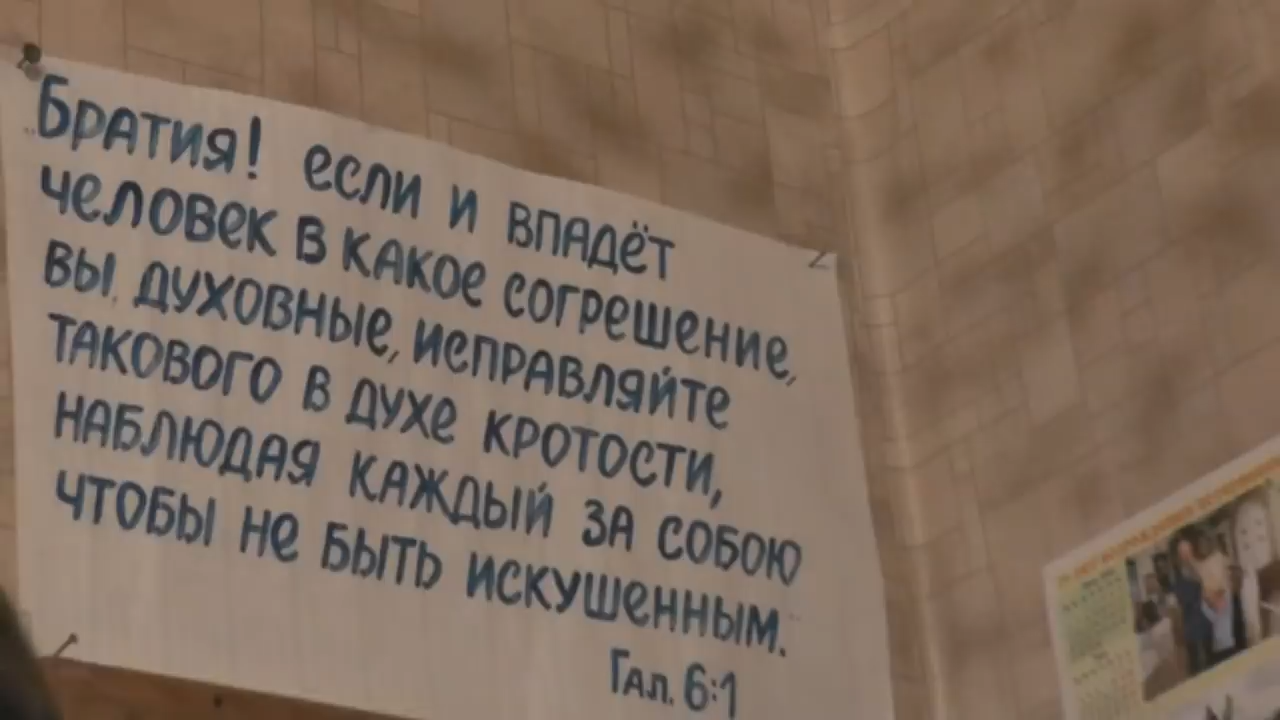 „Братия! если и впадёт
человек в какое согрешение,
вы, духовные, исправляйте
такового в духе кротости,
наблюдая каждый за собою
чтобы не быть искушенным.“
Гал. 6:1